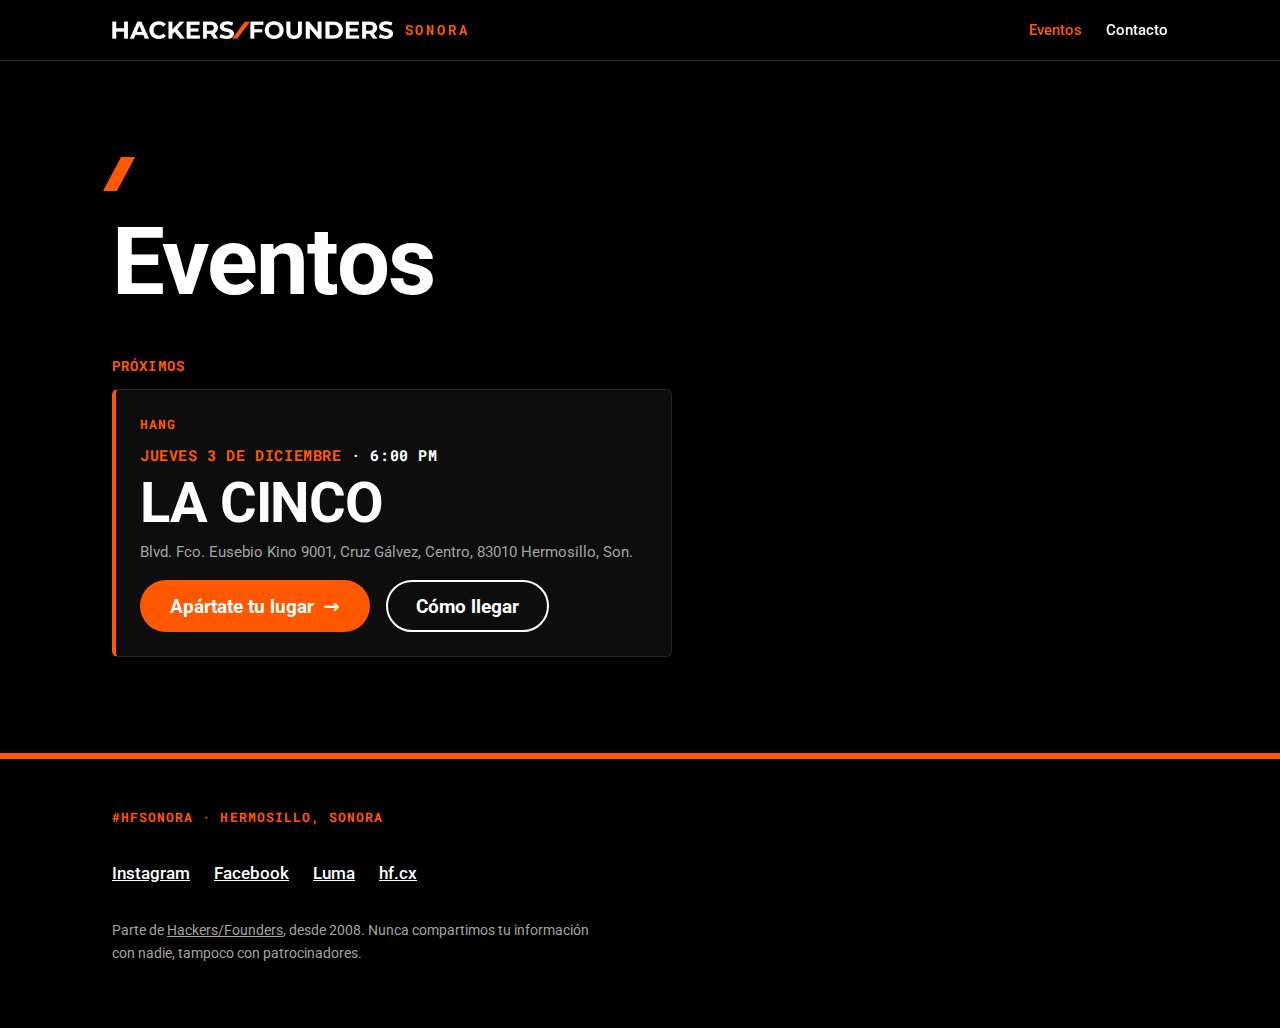 HACKERS/FOUNDERS SONORA
Eventos Contacto
Eventos
PRÓXIMOS
HANG
JUEVES 3 DE DICIEMBRE · 6:00 PM
LA CINCO
Blvd. Fco. Eusebio Kino 9001, Cruz Gálvez, Centro, 83010 Hermosillo, Son.
Apártate tu lugar → Cómo llegar
#HFSONORA · HERMOSILLO, SONORA
Instagram Facebook Luma hf.cx
Parte de Hackers/Founders, desde 2008. Nunca compartimos tu información
con nadie, tampoco con patrocinadores.